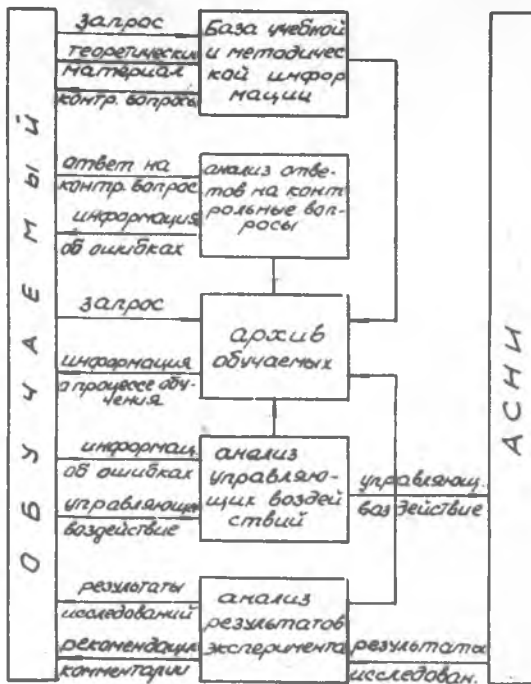 ОБУЧАЕМЫЙ
запрос
теоретический
материал
контр. вопросы
База учебной
и методичес
кой инфор
мации
ответ на
контр. вопрос
информация
об ошибках
анализ отве-
тов на конт
рольные воп-
росы
запрос
информация
о процессе обу-
чения
архив
обучаемых
информац.
об ошибках
управляющ.
воздействие
анализ
управляю-
щих воздей
ствий
управляющ.
воздействие
результаты
исследований
рекомендации
комментарии
анализ
результатов
эксперимента
результаты
исследован.
АСНИ